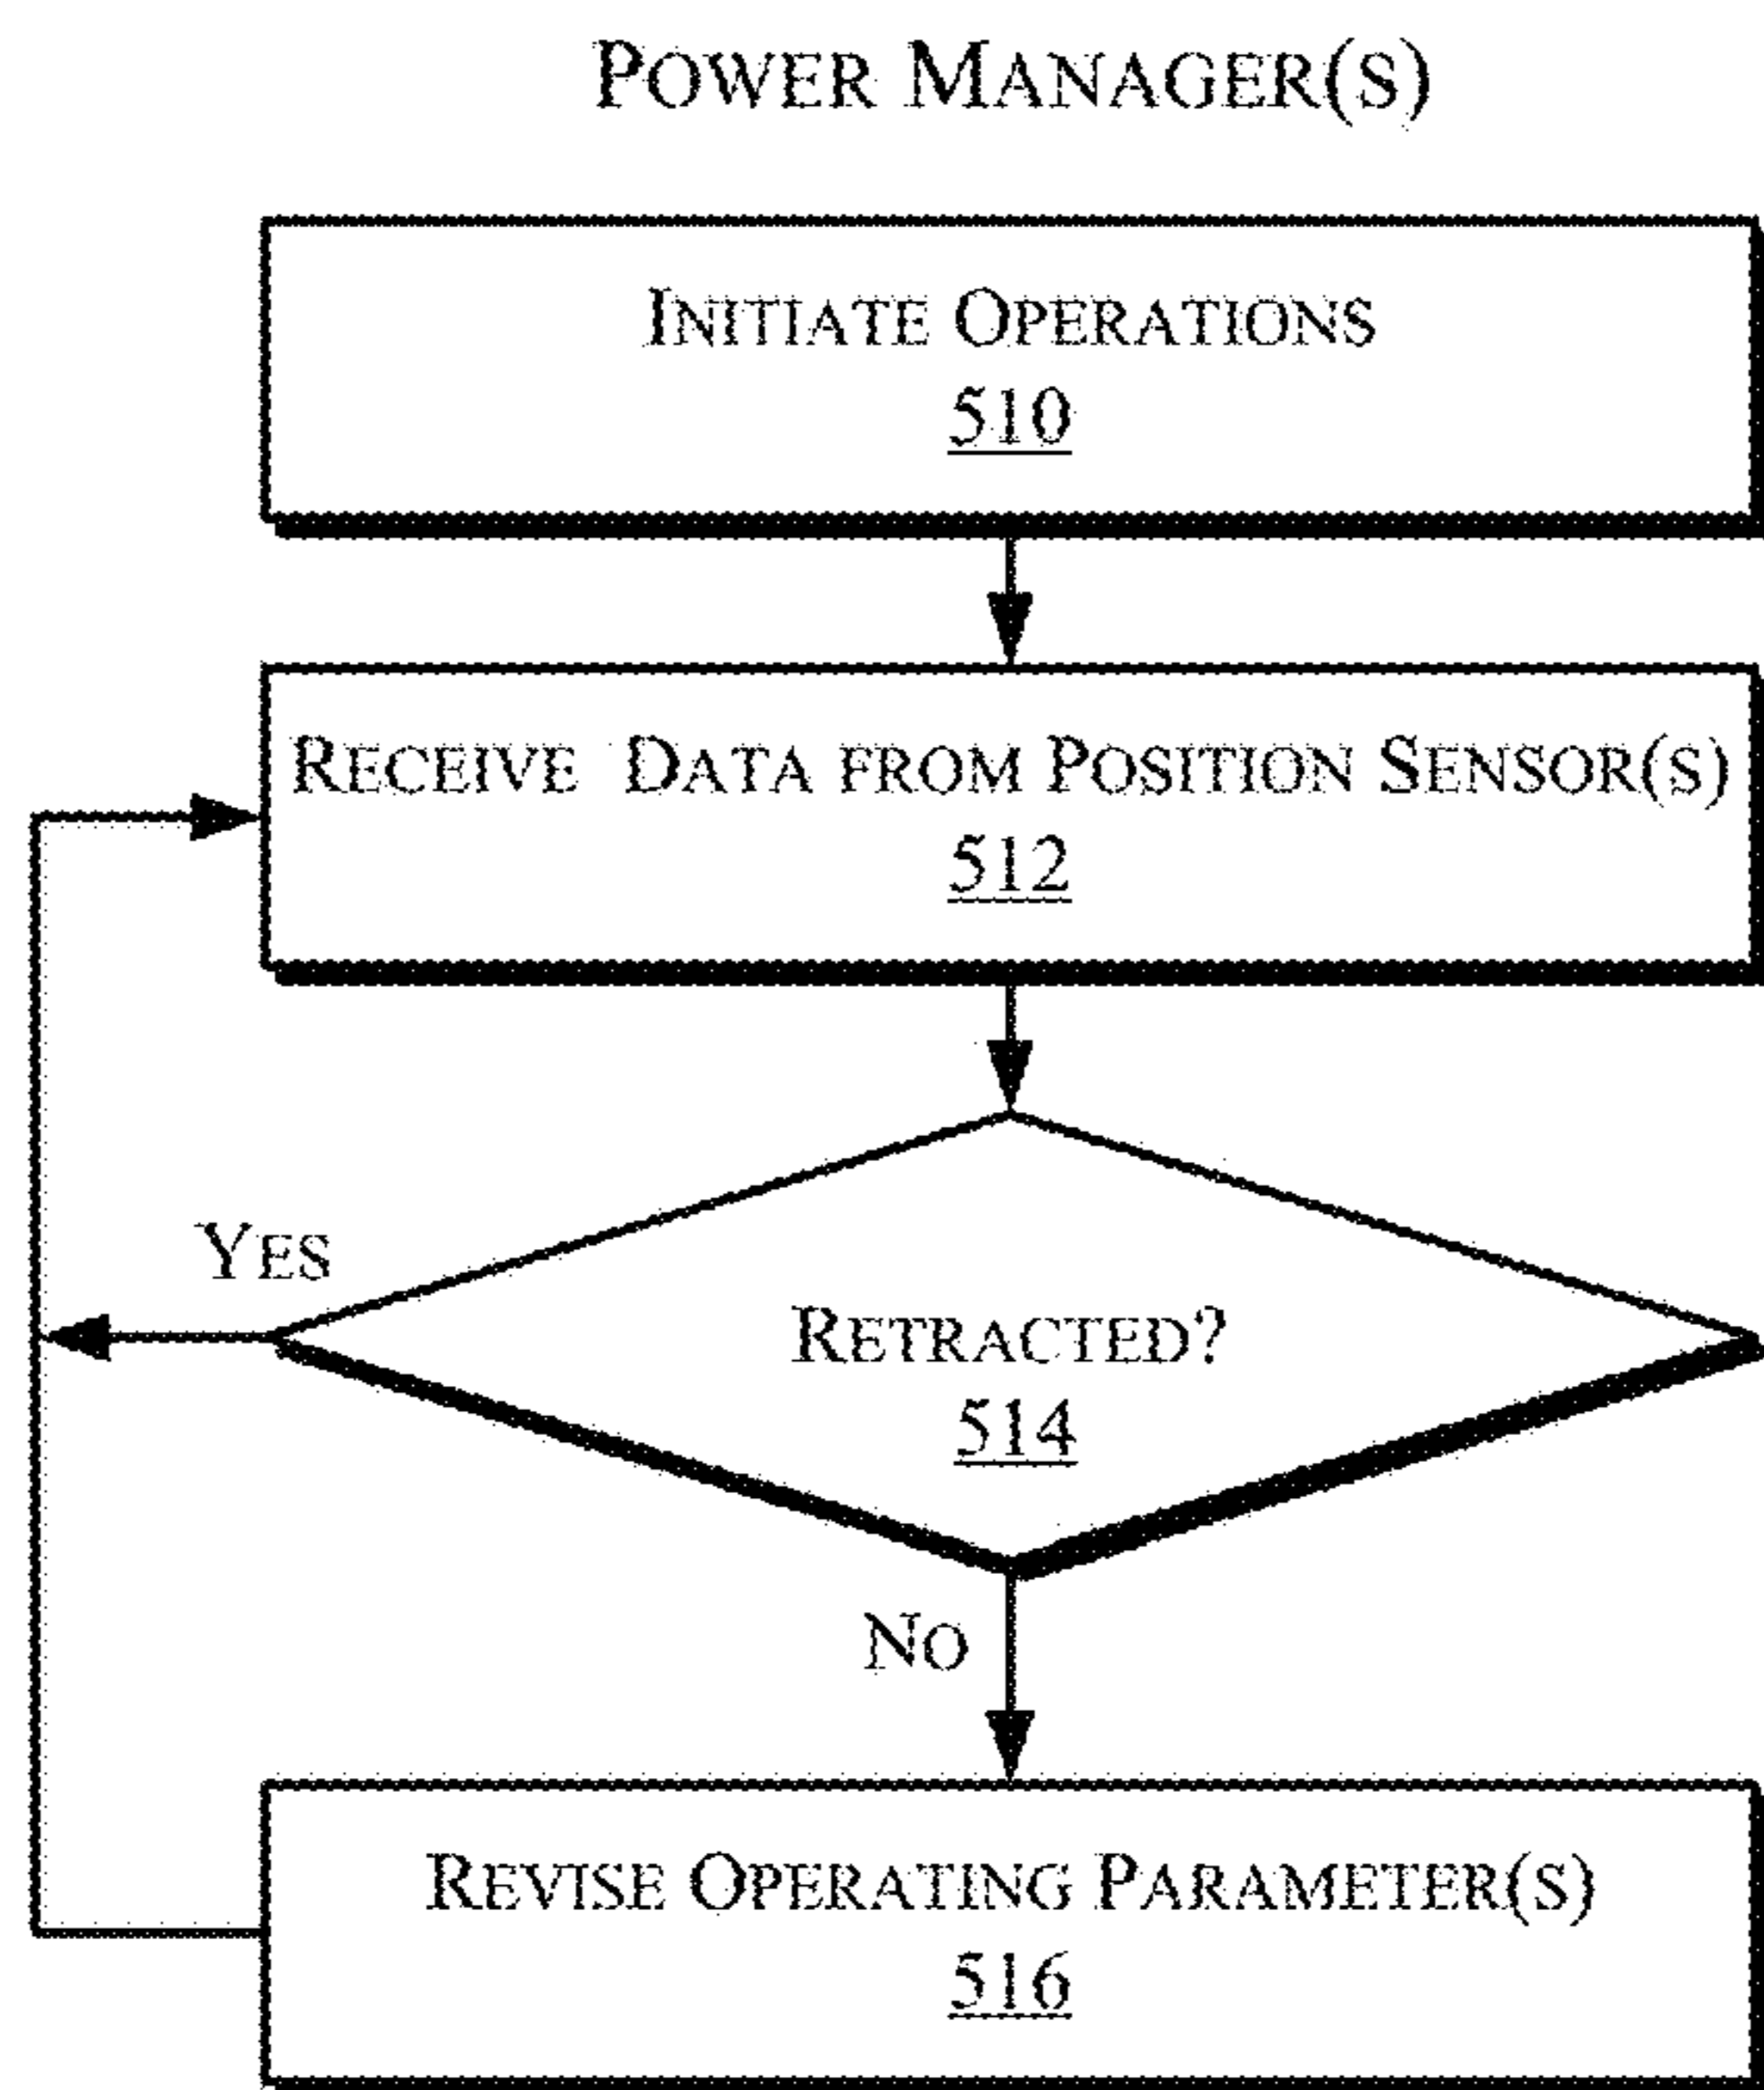 POWER MANAGER(S)
INITIATE OPERATIONS
510
RECEIVE DATA FROM POSITION SENSOR(S)
512
YES
RETRACTED?
514
NO
REVISE OPERATING PARAMETER(S)
516